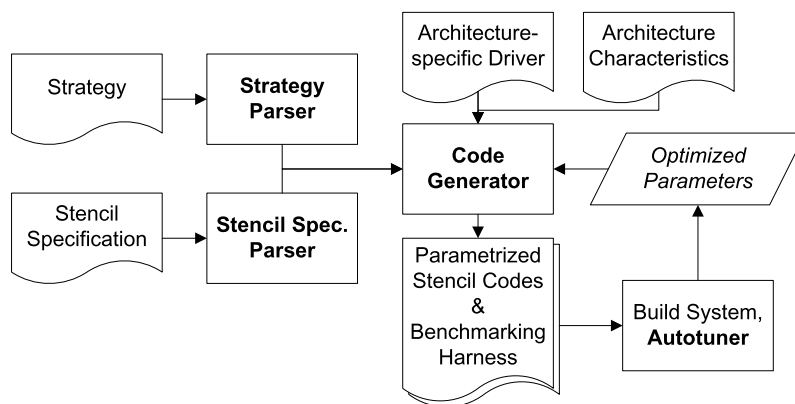 Strategy
Strategy
Parser
Architecture-
specific Driver
Architecture
Characteristics
Stencil
Specification
Stencil Spec.
Parser
Code
Generator
Optimized
Parameters
Parametrized
Stencil Codes
&
Benchmarking
Harness
Build System,
Autotuner